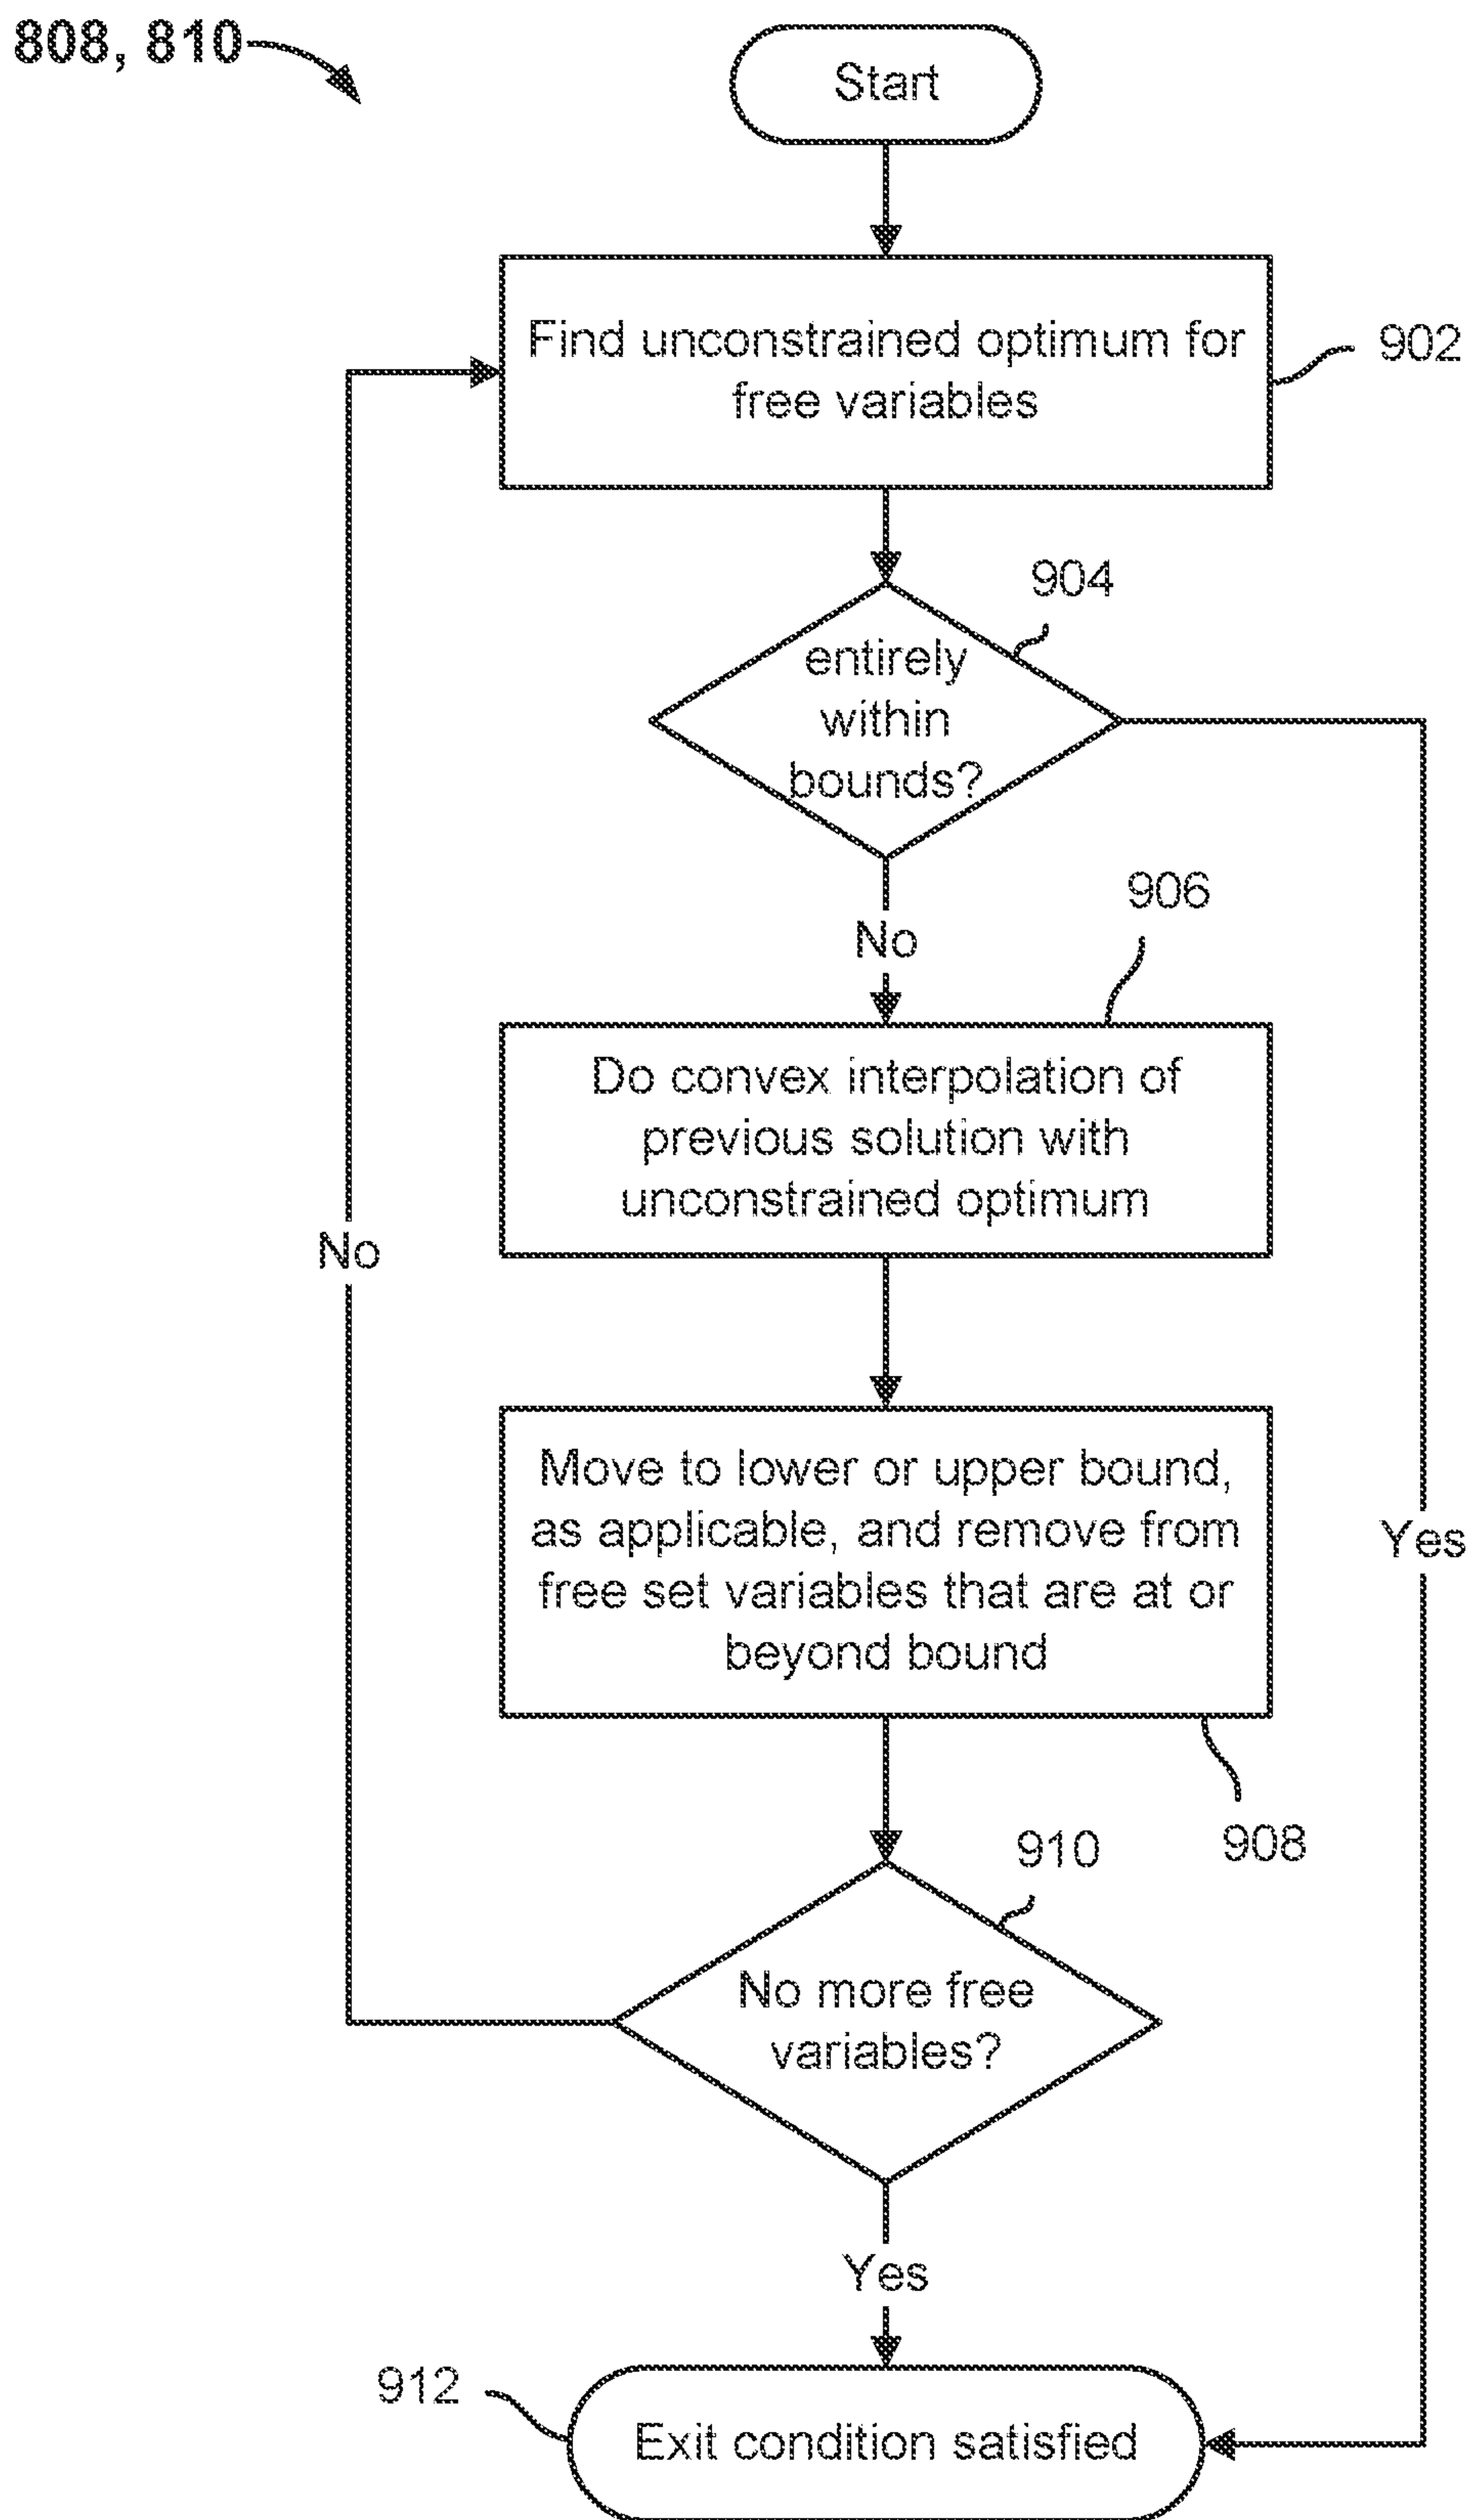 808, 810
Start
Find unconstrained optimum for
free variables
902
904
entirely
within
bounds?
906
No
Do convex interpolation of
previous solution with
unconstrained optimum
No
Move to lower or upper bound,
as applicable, and remove from
free set variables that are at or
beyond bound
Yes
908
910
No more free
variables?
Yes
912
Exit condition satisfied